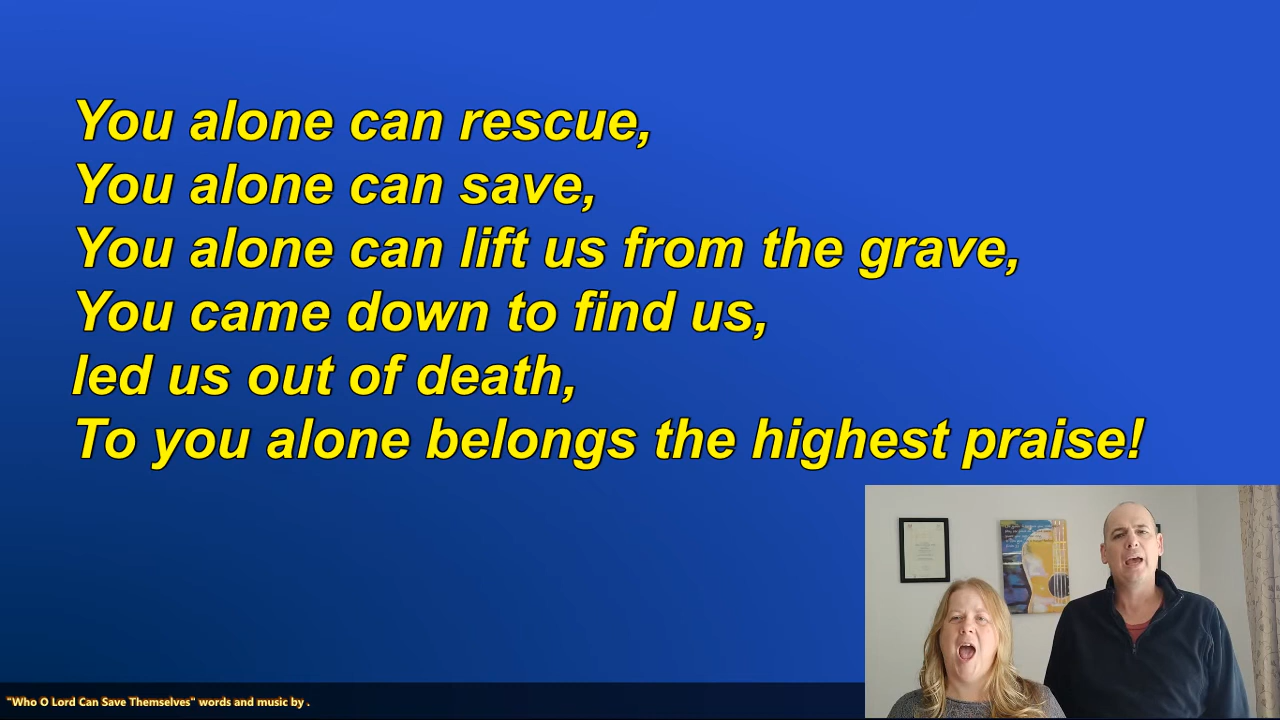 You alone can rescue,
You alone can save,
You alone can lift us from the grave,
You came down to find us,
led us out of death,
To you alone belongs the highest praise!
"Who O Lord Can Save Themselves" words and music by .